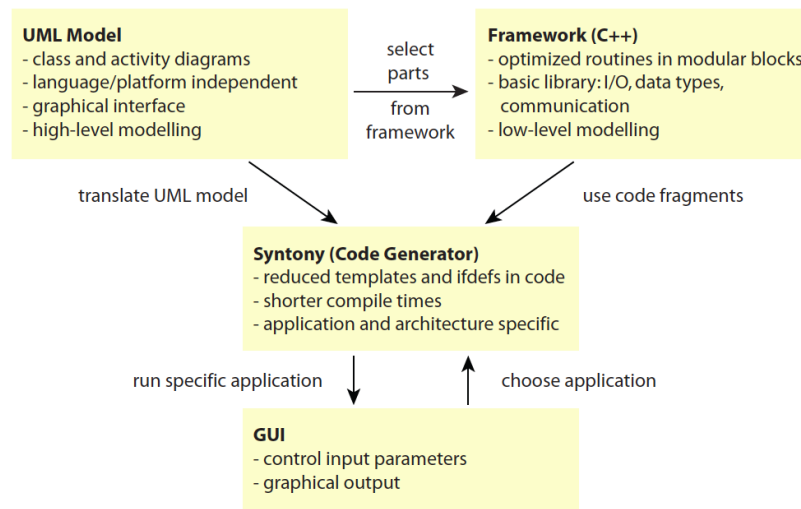 UML Model
- class and activity diagrams
- language/platform independent
- graphical interface
- high-level modelling
select
parts
from
framework
Framework (C++)
- optimized routines in modular blocks
- basic library: I/O, data types,
communication
- low-level modelling
translate UML model
use code fragments
Syntony (Code Generator)
- reduced templates and ifdefs in code
- shorter compile times
- application and architecture specific
run specific application
choose application
GUI
- control input parameters
- graphical output